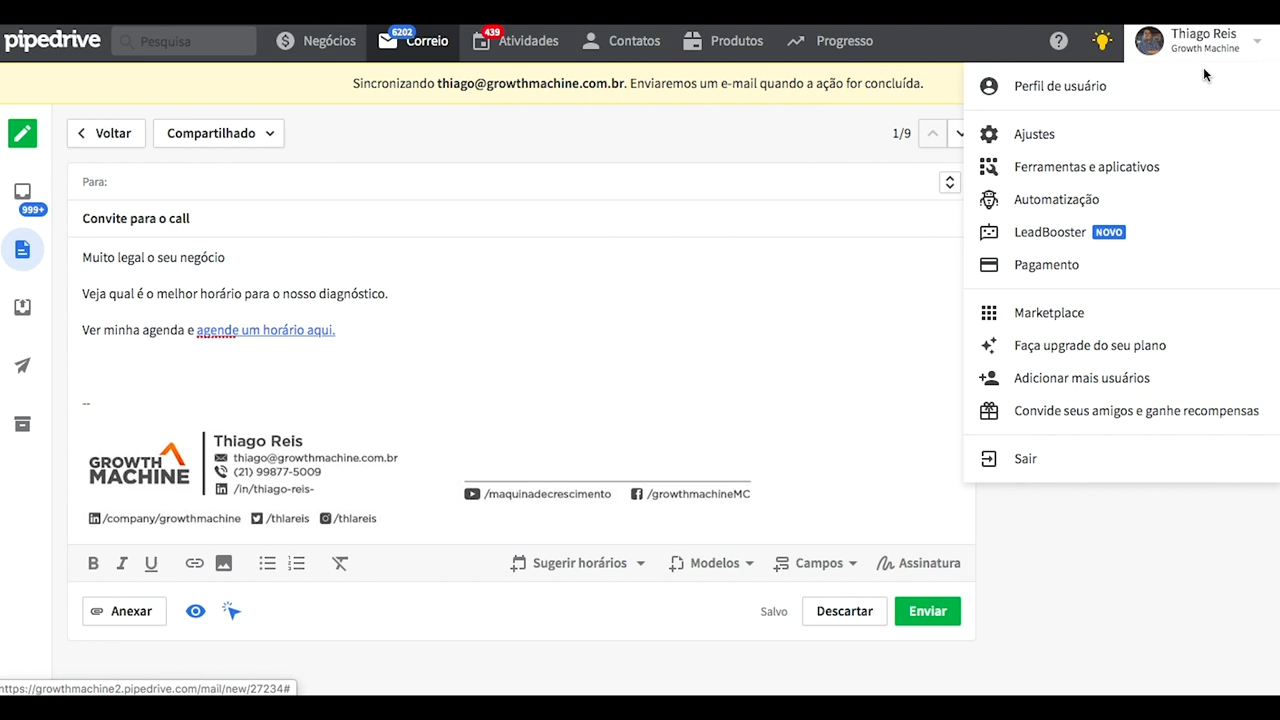 pipedrive
Pesquisa
Negócios
6202
Correio
439
Atividades
Contatos
Produtos
Progresso
Thiago Reis
Growth Machine
Sincronizando thiago@growthmachine.com.br. Enviaremos um e-mail quando a ação for concluída.
Voltar
Compartilhado
1/9
999+
Para:
Convite para o call
Muito legal o seu negócio
Veja qual é o melhor horário para o nosso diagnóstico.
Ver minha agenda e agende um horário aqui.
--
GROWTH
MACHINE
Thiago Reis
thiago@growthmachine.com.br
(21) 99877-5009
/in/thiago-reis-
/maquinadecrescimento
/growthmachineMC
/company/growthmachine
/thlareis
/thlareis
B I U
Sugerir horários
Modelos
Campos
Assinatura
Anexar
Salvo
Descartar
Enviar
Perfil de usuário
Ajustes
Ferramentas e aplicativos
Automatização
LeadBooster NOVO
Pagamento
Marketplace
Faça upgrade do seu plano
Adicionar mais usuários
Convide seus amigos e ganhe recompensas
Sair
https://growthmachine2.pipedrive.com/mail/new/27234#